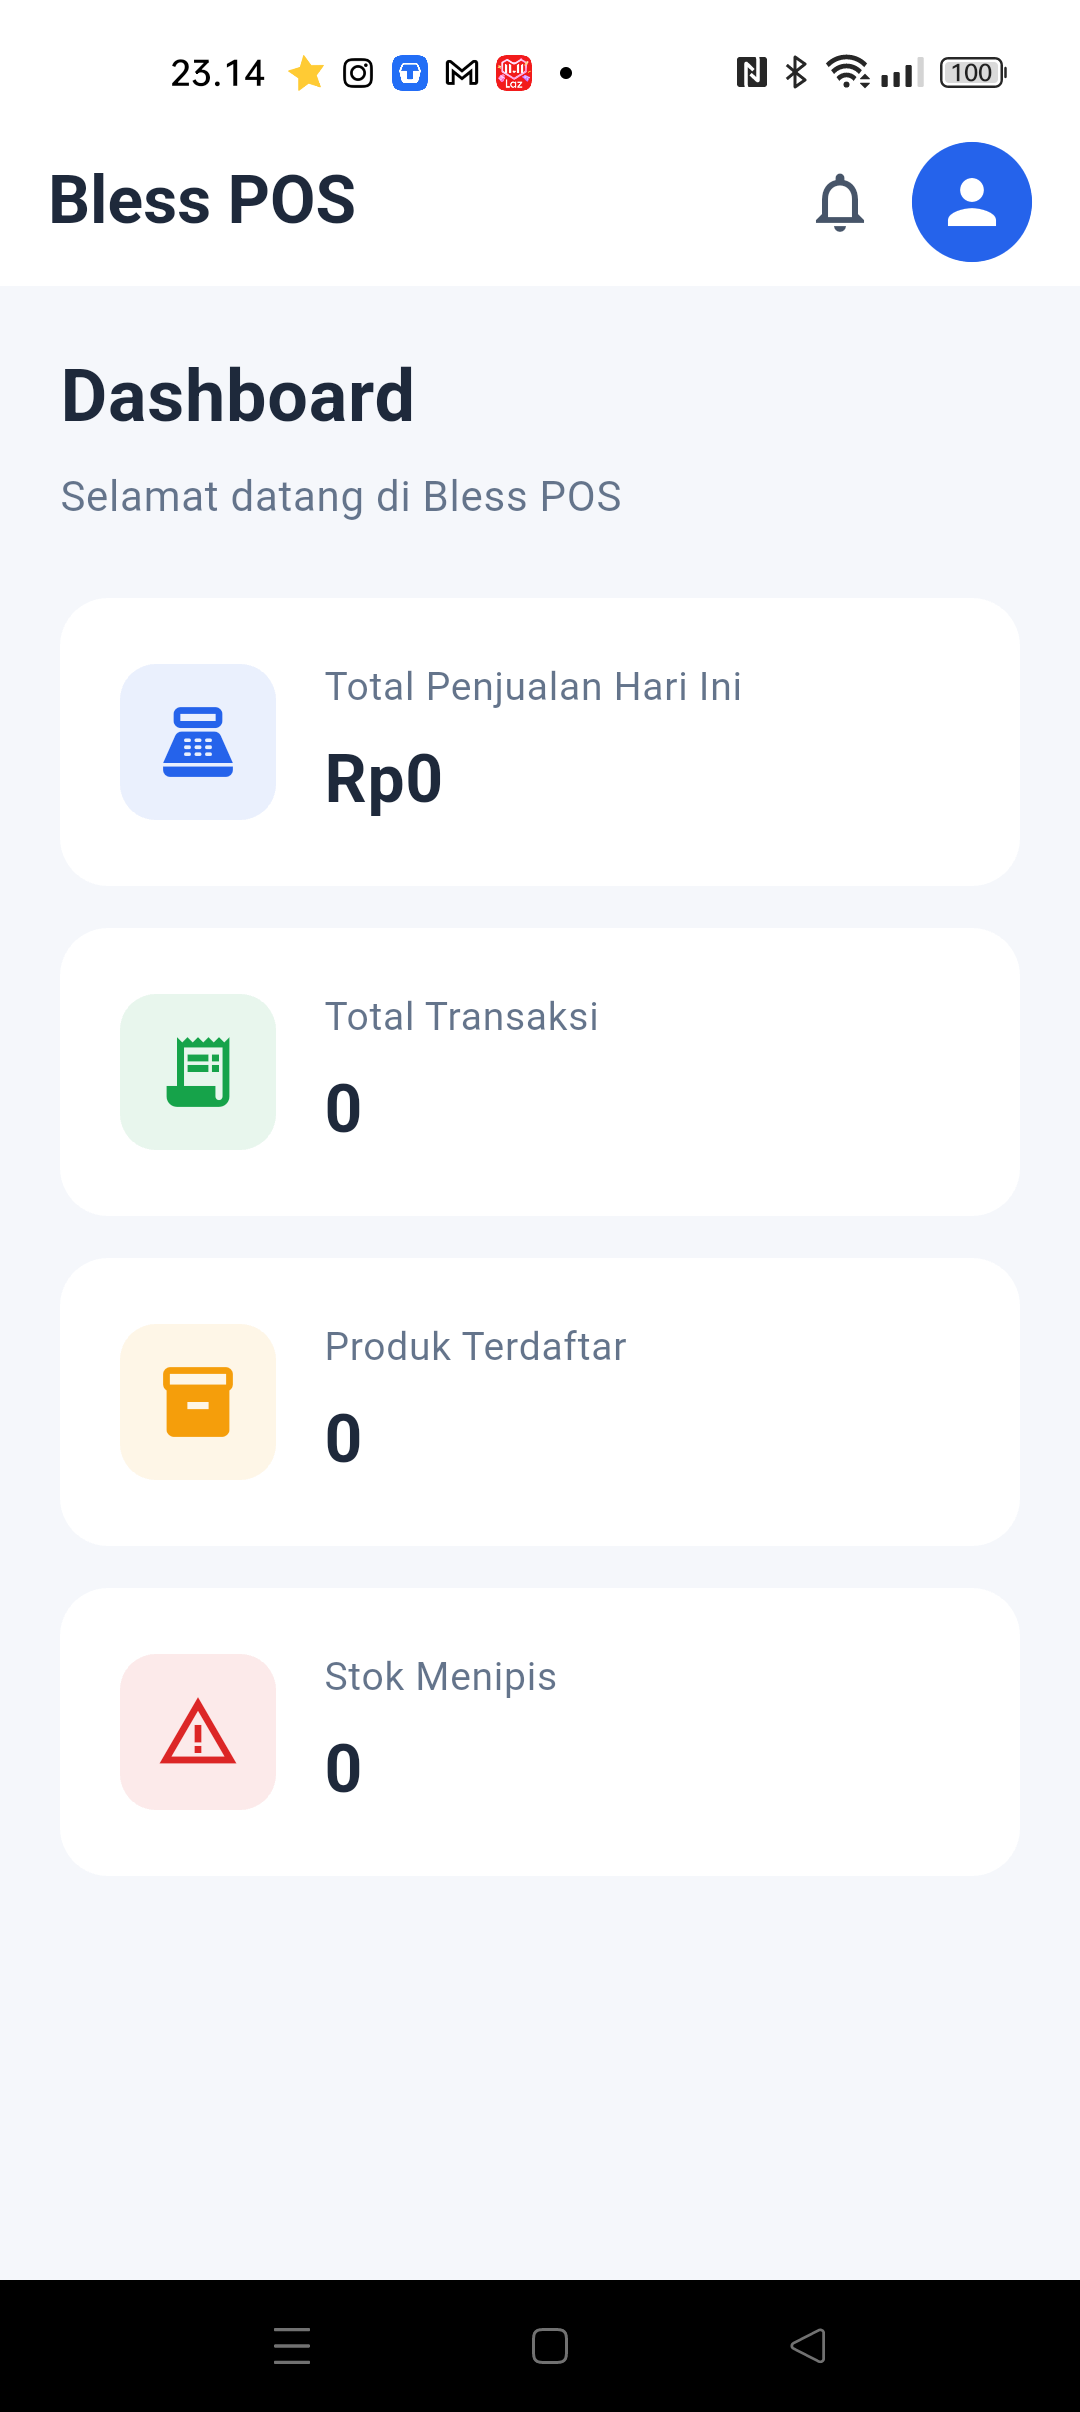 23.14
Laz
100
Bless POS
Dashboard
Selamat datang di Bless POS
Total Penjualan Hari Ini
Rp0
Total Transaksi
0
Produk Terdaftar
0
Stok Menipis
0